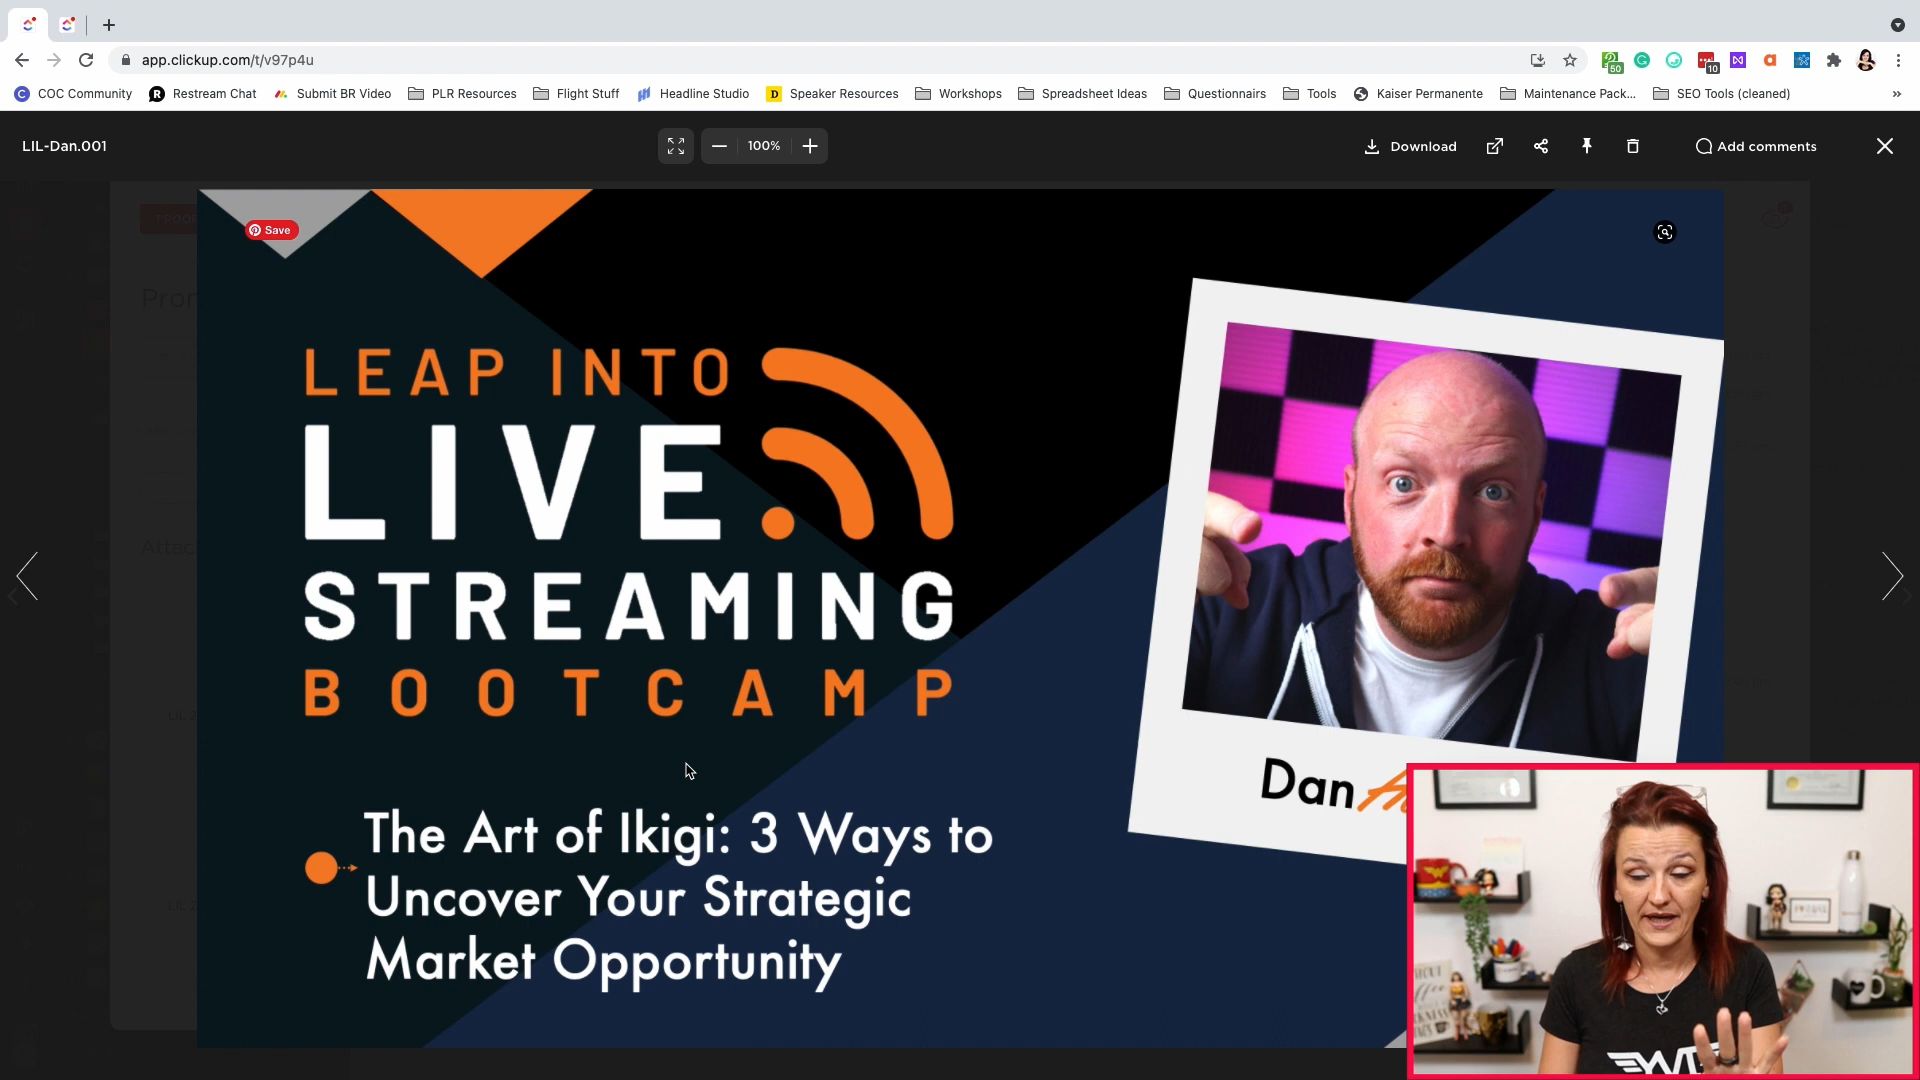 app.clickup.com/t/v97p4u
50
10
COC Community
Restream Chat
Submit BR Video
PLR Resources
Flight Stuff
Headline Studio
Speaker Resources
Workshops
Spreadsheet Ideas
Questionnairs
Tools
Kaiser Permanente
Maintenance Pack...
SEO Tools (cleaned)
LIL-Dan.001
100%
Download
Add comments
Save
LEAP INTO
LIVE.
STREAMING
BOOTCAMP
Dan
The Art of Ikigi: 3 Ways to
Uncover Your Strategic
Market Opportunity